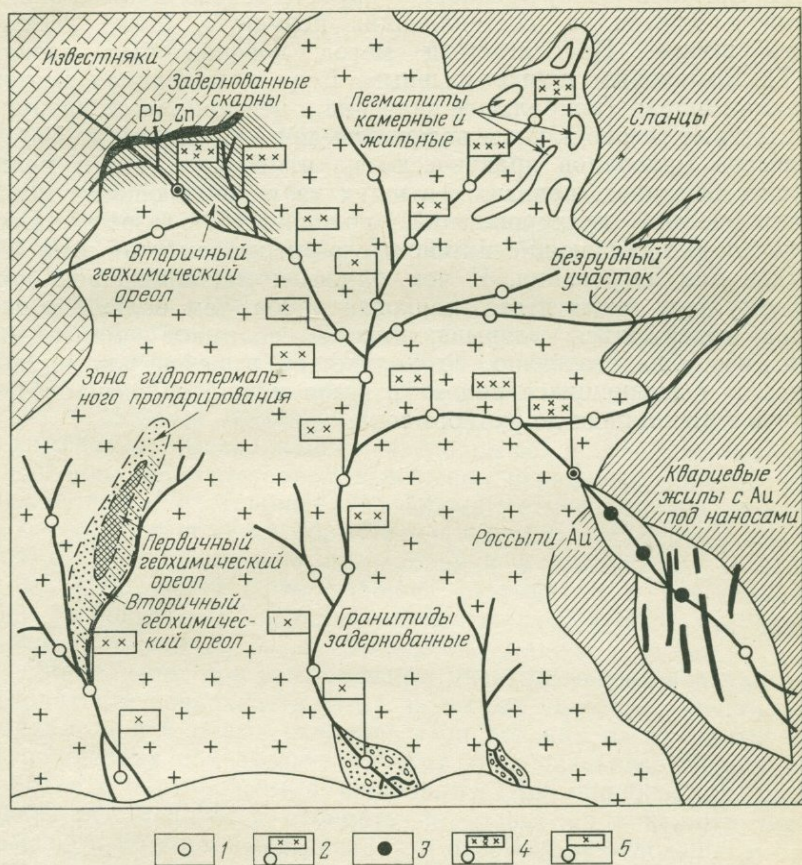 Известняки
Задернованные
скарны
Pb Zn
Вторичный
геохимический
ореол
Пегматиты
камерные и
жильные
Сланцы
Безрудный
участок
Зона гидротермаль-
ного пропарирования
Первичный
геохимический
ореол
Вторичный
геохимичес-
кий ореол
Гранитиды
задернованные
Россыпи Au
Кварцевые
жилы с Au
под наносами
1 2 3 4 5